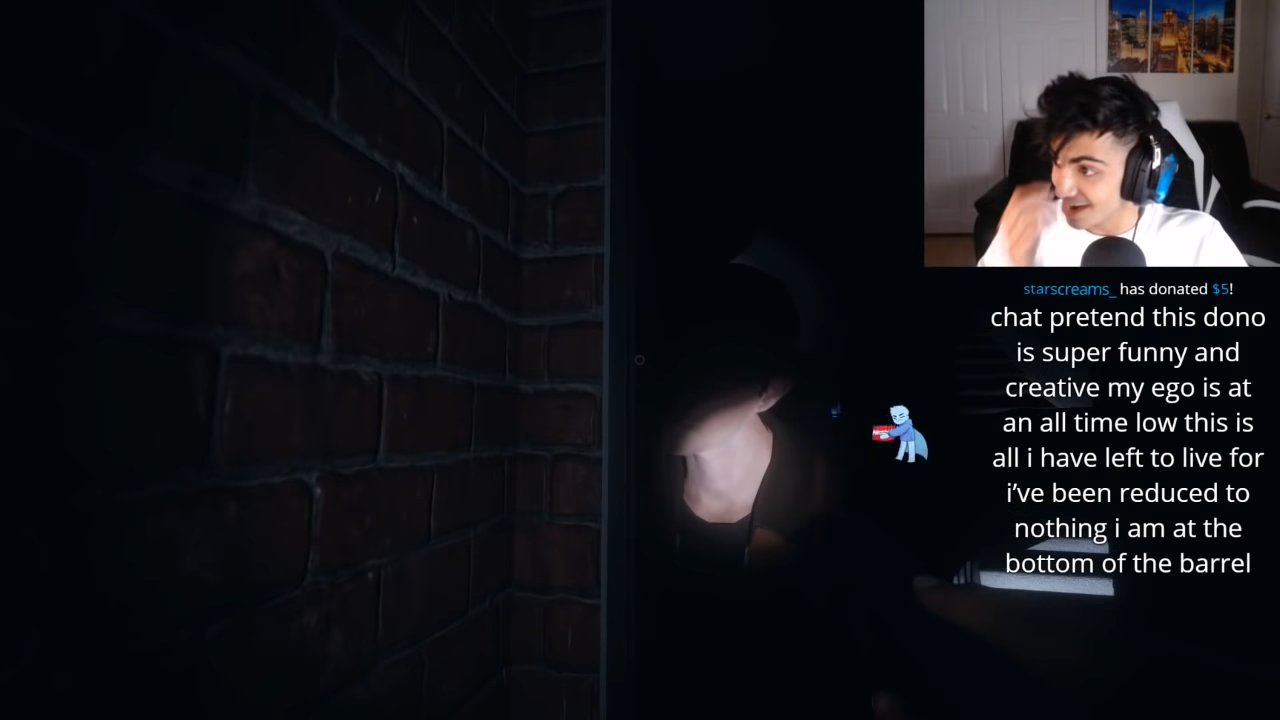 starscreams_ has donated $5!
chat pretend this dono
is super funny and
creative my ego is at
an all time low this is
all i have left to live for
i’ve been reduced to
nothing i am at the
bottom of the barrel